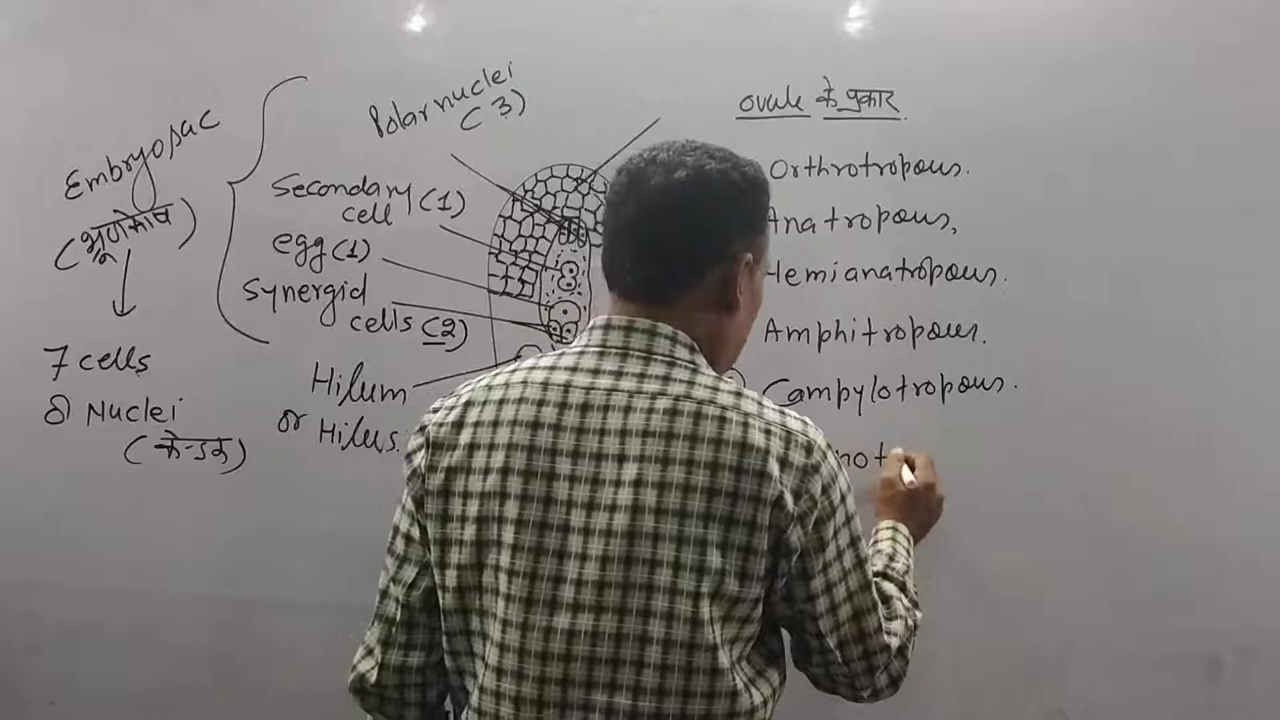 Embryosac
(भ्रूणकोष)
7 cells
8 Nuclei
(केन्द्रक)
Polar nuclei
(3)
Secondary (1)
cell
egg (1)
Synergid
cells (2)
Hilum
or Hilus.
ovule के प्रकार
Orthrotropous.
Anatropous,
Hemianatropous.
Amphitropous.
Campylotropous.